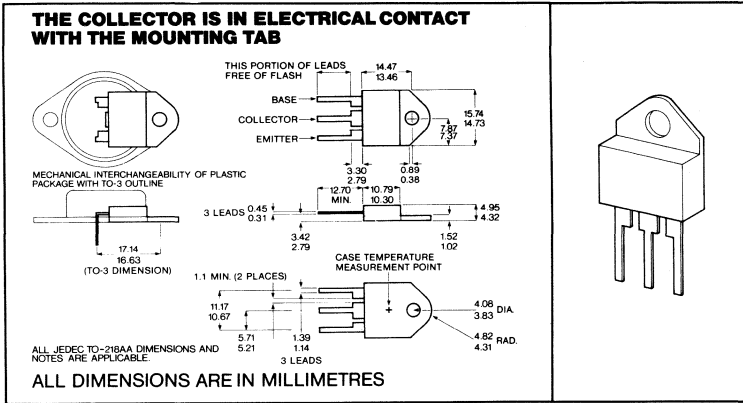 THE COLLECTOR IS IN ELECTRICAL CONTACT
WITH THE MOUNTING TAB
THIS PORTION OF LEADS
FREE OF FLASH
14.47
13.46
BASE
COLLECTOR
EMITTER
15.74
14.73
7.87
7.37
3.30
2.79
0.89
0.38
MECHANICAL INTERCHANGEABILITY OF PLASTIC
PACKAGE WITH TO-3 OUTLINE
12.70
MIN.
10.79
10.30
3 LEADS
0.45
0.31
4.95
4.32
3.42
2.79
1.52
1.02
17.14
16.63
(TO-3 DIMENSION)
CASE TEMPERATURE
MEASUREMENT POINT
1.1 MIN. (2 PLACES)
11.17
10.67
4.08
3.83
DIA.
5.71
5.21
1.39
1.14
3 LEADS
4.82
4.31
RAD.
ALL JEDEC TO-218AA DIMENSIONS AND
NOTES ARE APPLICABLE.
ALL DIMENSIONS ARE IN MILLIMETRES